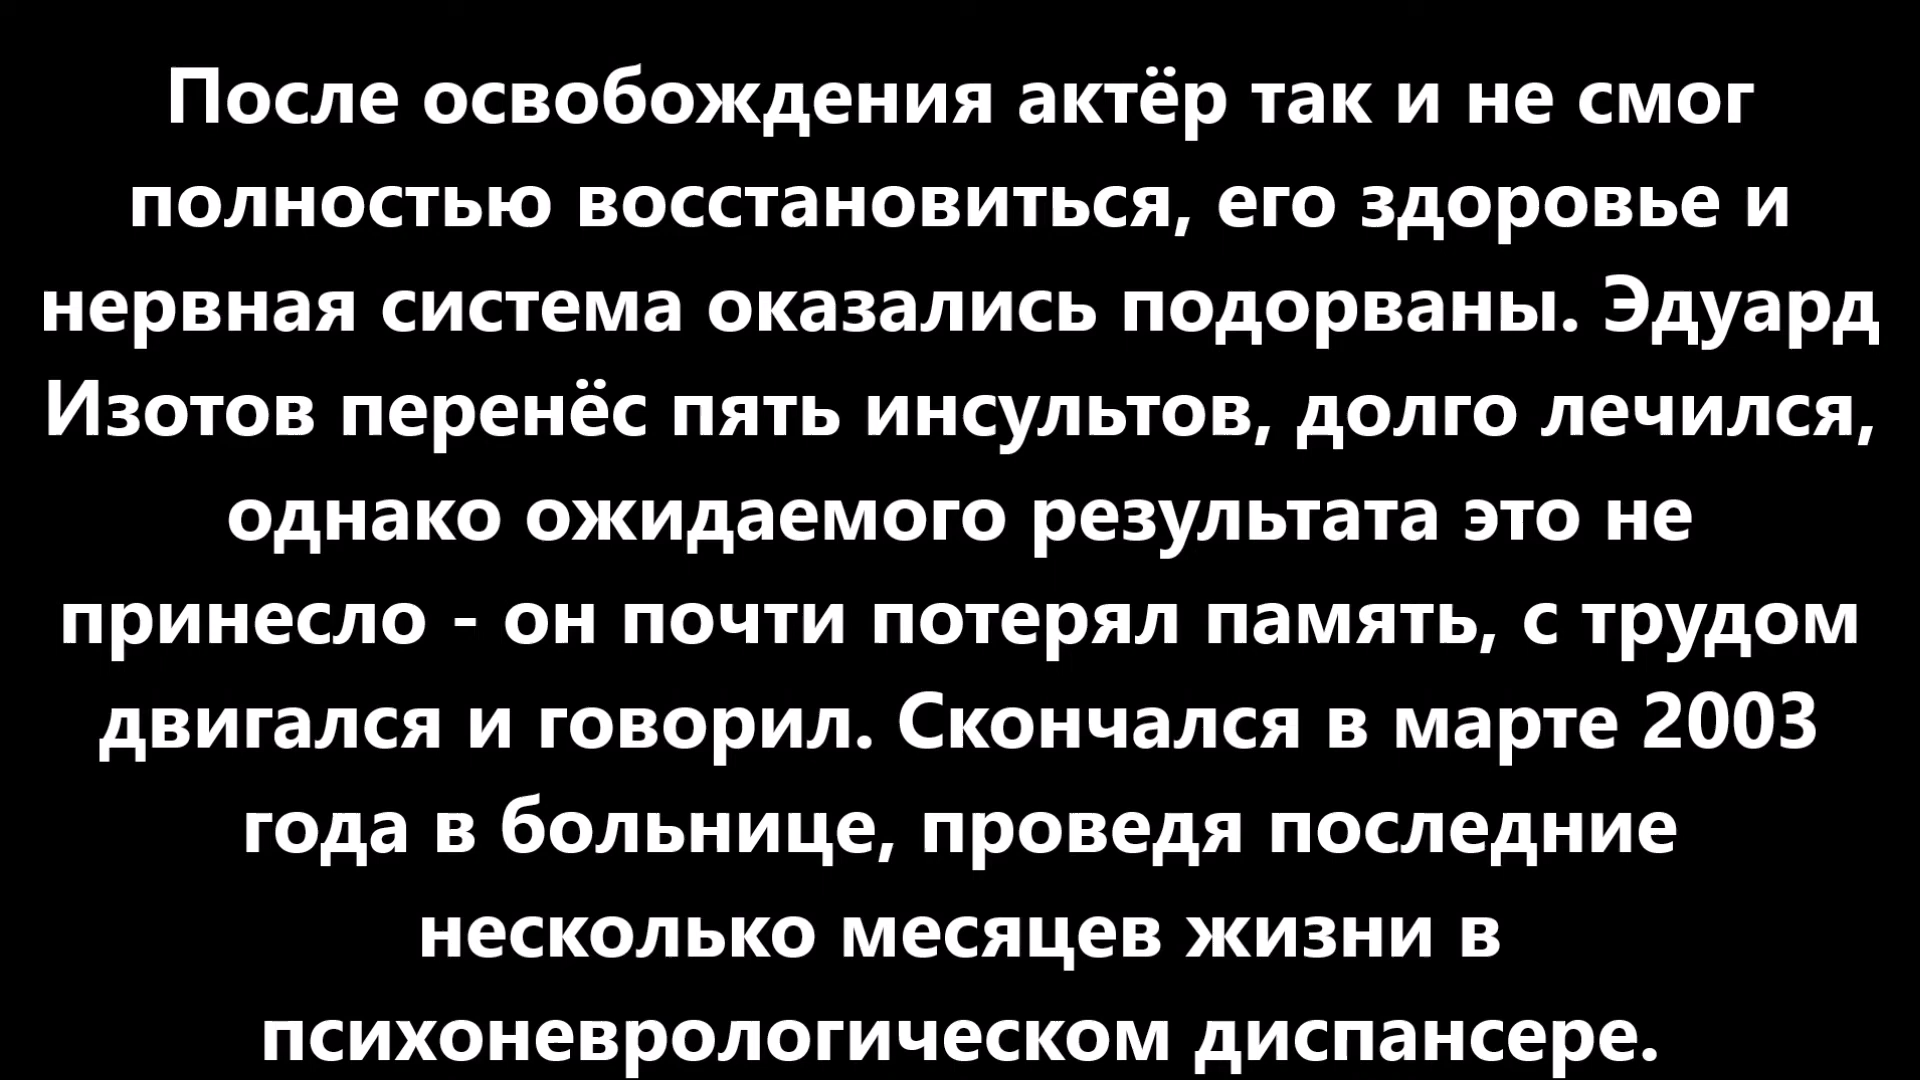 После освобождения актёр так и не смог
полностью восстановиться, его здоровье и
нервная система оказались подорваны. Эдуард
Изотов перенёс пять инсультов, долго лечился,
однако ожидаемого результата это не
принесло - он почти потерял память, с трудом
двигался и говорил. Скончался в марте 2003
года в больнице, проведя последние
несколько месяцев жизни в
психоневрологическом диспансере.